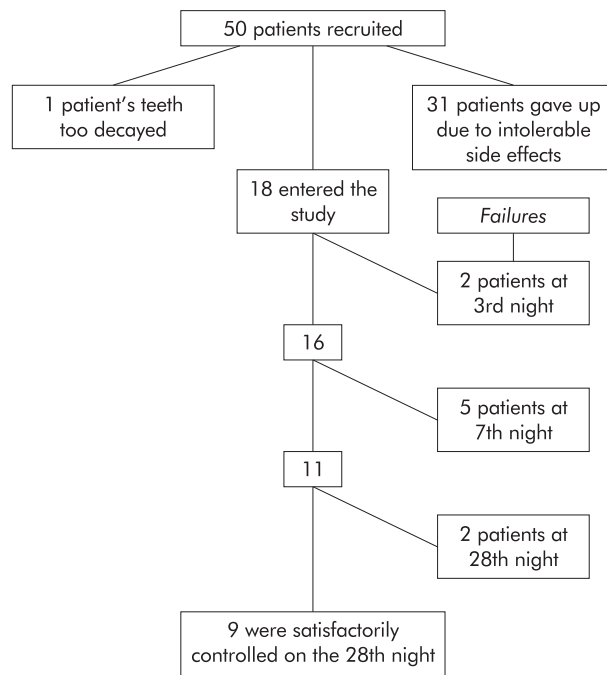 50 patients recruited
1 patient's teeth
too decayed
31 patients gave up
due to intolerable
side effects
18 entered the
study
Failures
2 patients at
3rd night
16
5 patients at
7th night
11
2 patients at
28th night
9 were satisfactorily
controlled on the 28th night